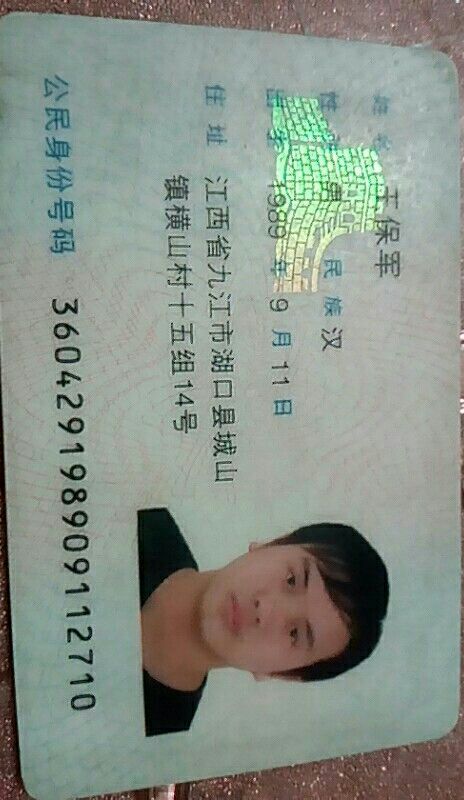 姓名 保军
性别 男 民族 汉
出生 1989 年 9 月 11 日
住址 江西省九江市湖口县城山
镇横山村十五组14号
公民身份号码 360429198909112710